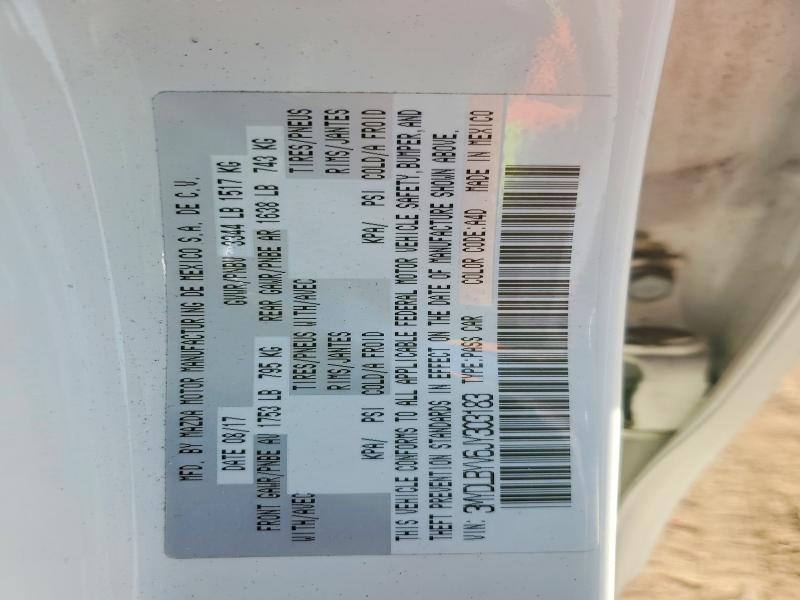 MFD. BY MAZDA MOTOR MANUFACTURING DE MEXICO S.A. DE C.V.
DATE 08/17 GVWR/PNBV 3344 LB 1517 KG
FRONT GAWR/PNBE AV 1753 LB 795 KG REAR GAWR/PNBE AR 1638 LB 743 KG
WITH/AVEC TIRES/PNEUS WITH/AVEC TIRES/PNEUS
RIMS/JANTES RIMS/JANTES
KPA/ PSI COLD/A FROID KPA/ PSI COLD/A FROID
THIS VEHICLE CONFORMS TO ALL APPLICABLE FEDERAL MOTOR VEHICLE SAFETY, BUMPER, AND
THEFT PREVENTION STANDARDS IN EFFECT ON THE DATE OF MANUFACTURE SHOWN ABOVE.
VIN: 3MYDLBYV6JY303183 TYPE:PASS CAR COLOR CODE:A4D MADE IN MEXICO